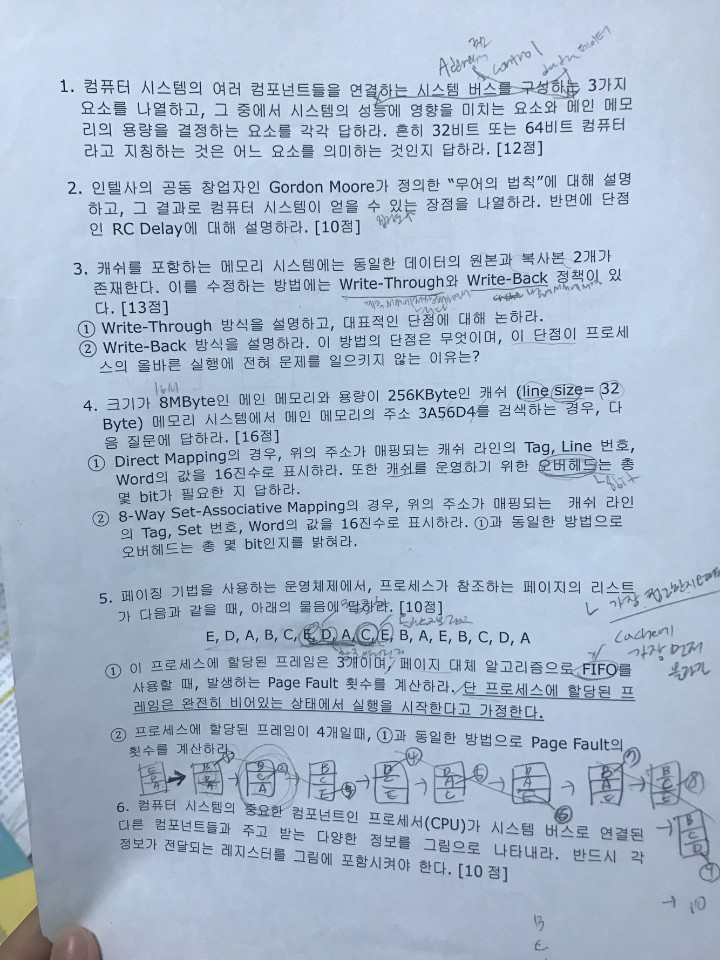 Address control data 데이터
1. 컴퓨터 시스템의 여러 컴포넌트들을 연결하는 시스템 버스를 구성하는 3가지
요소를 나열하고, 그 중에서 시스템의 성능에 영향을 미치는 요소와 메인 메모
리의 용량을 결정하는 요소를 각각 답하라. 흔히 32비트 또는 64비트 컴퓨터
라고 지칭하는 것은 어느 요소를 의미하는 것인지 답하라. [12점]
2. 인텔사의 공동 창업자인 Gordon Moore가 정의한 “무어의 법칙”에 대해 설명
하고, 그 결과로 컴퓨터 시스템이 얻을 수 있는 장점을 나열하라. 반면에 단점
인 RC Delay에 대해 설명하라. [10점]
3. 캐쉬를 포함하는 메모리 시스템에는 동일한 데이터의 원본과 복사본 2개가
존재한다. 이를 수정하는 방법에는 Write-Through와 Write-Back 정책이 있
다. [13점]
① Write-Through 방식을 설명하고, 대표적인 단점에 대해 논하라.
② Write-Back 방식을 설명하라. 이 방법의 단점은 무엇이며, 이 단점이 프로세
스의 올바른 실행에 전혀 문제를 일으키지 않는 이유는?
16M
4. 크기가 8MByte인 메인 메모리와 용량이 256KByte인 캐쉬 (line size= 32
Byte) 메모리 시스템에서 메인 메모리의 주소 3A56D4를 검색하는 경우, 다
음 질문에 답하라. [16점]
① Direct Mapping의 경우, 위의 주소가 매핑되는 캐쉬 라인의 Tag, Line 번호,
Word의 값을 16진수로 표시하라. 또한 캐쉬를 운영하기 위한 오버헤드는 총
몇 bit가 필요한 지 답하라.
② 8-Way Set-Associative Mapping의 경우, 위의 주소가 매핑되는 캐쉬 라인
의 Tag, Set 번호, Word의 값을 16진수로 표시하라. ①과 동일한 방법으로
오버헤드는 총 몇 bit인지를 밝혀라.
5. 페이징 기법을 사용하는 운영체제에서, 프로세스가 참조하는 페이지의 리스트
가 다음과 같을 때, 아래의 물음에 답하라. [10점]
E, D, A, B, C, E, D, A, C, E, B, A, E, B, C, D, A
Cache에
가장 먼저
① 이 프로세스에 할당된 프레임은 3개이며, 페이지 대체 알고리즘으로 FIFO를
사용할 때, 발생하는 Page Fault 횟수를 계산하라. 단 프로세스에 할당된 프
레임은 완전히 비어있는 상태에서 실행을 시작한다고 가정한다.
② 프로세스에 할당된 프레임이 4개일때, ①과 동일한 방법으로 Page Fault의
횟수를 계산하라.
6. 컴퓨터 시스템의 중요한 컴포넌트인 프로세서(CPU)가 시스템 버스로 연결된
다른 컴포넌트들과 주고 받는 다양한 정보를 그림으로 나타내라. 반드시 각
정보가 전달되는 레지스터를 그림에 포함시켜야 한다. [10 점]
→ 10
B
E